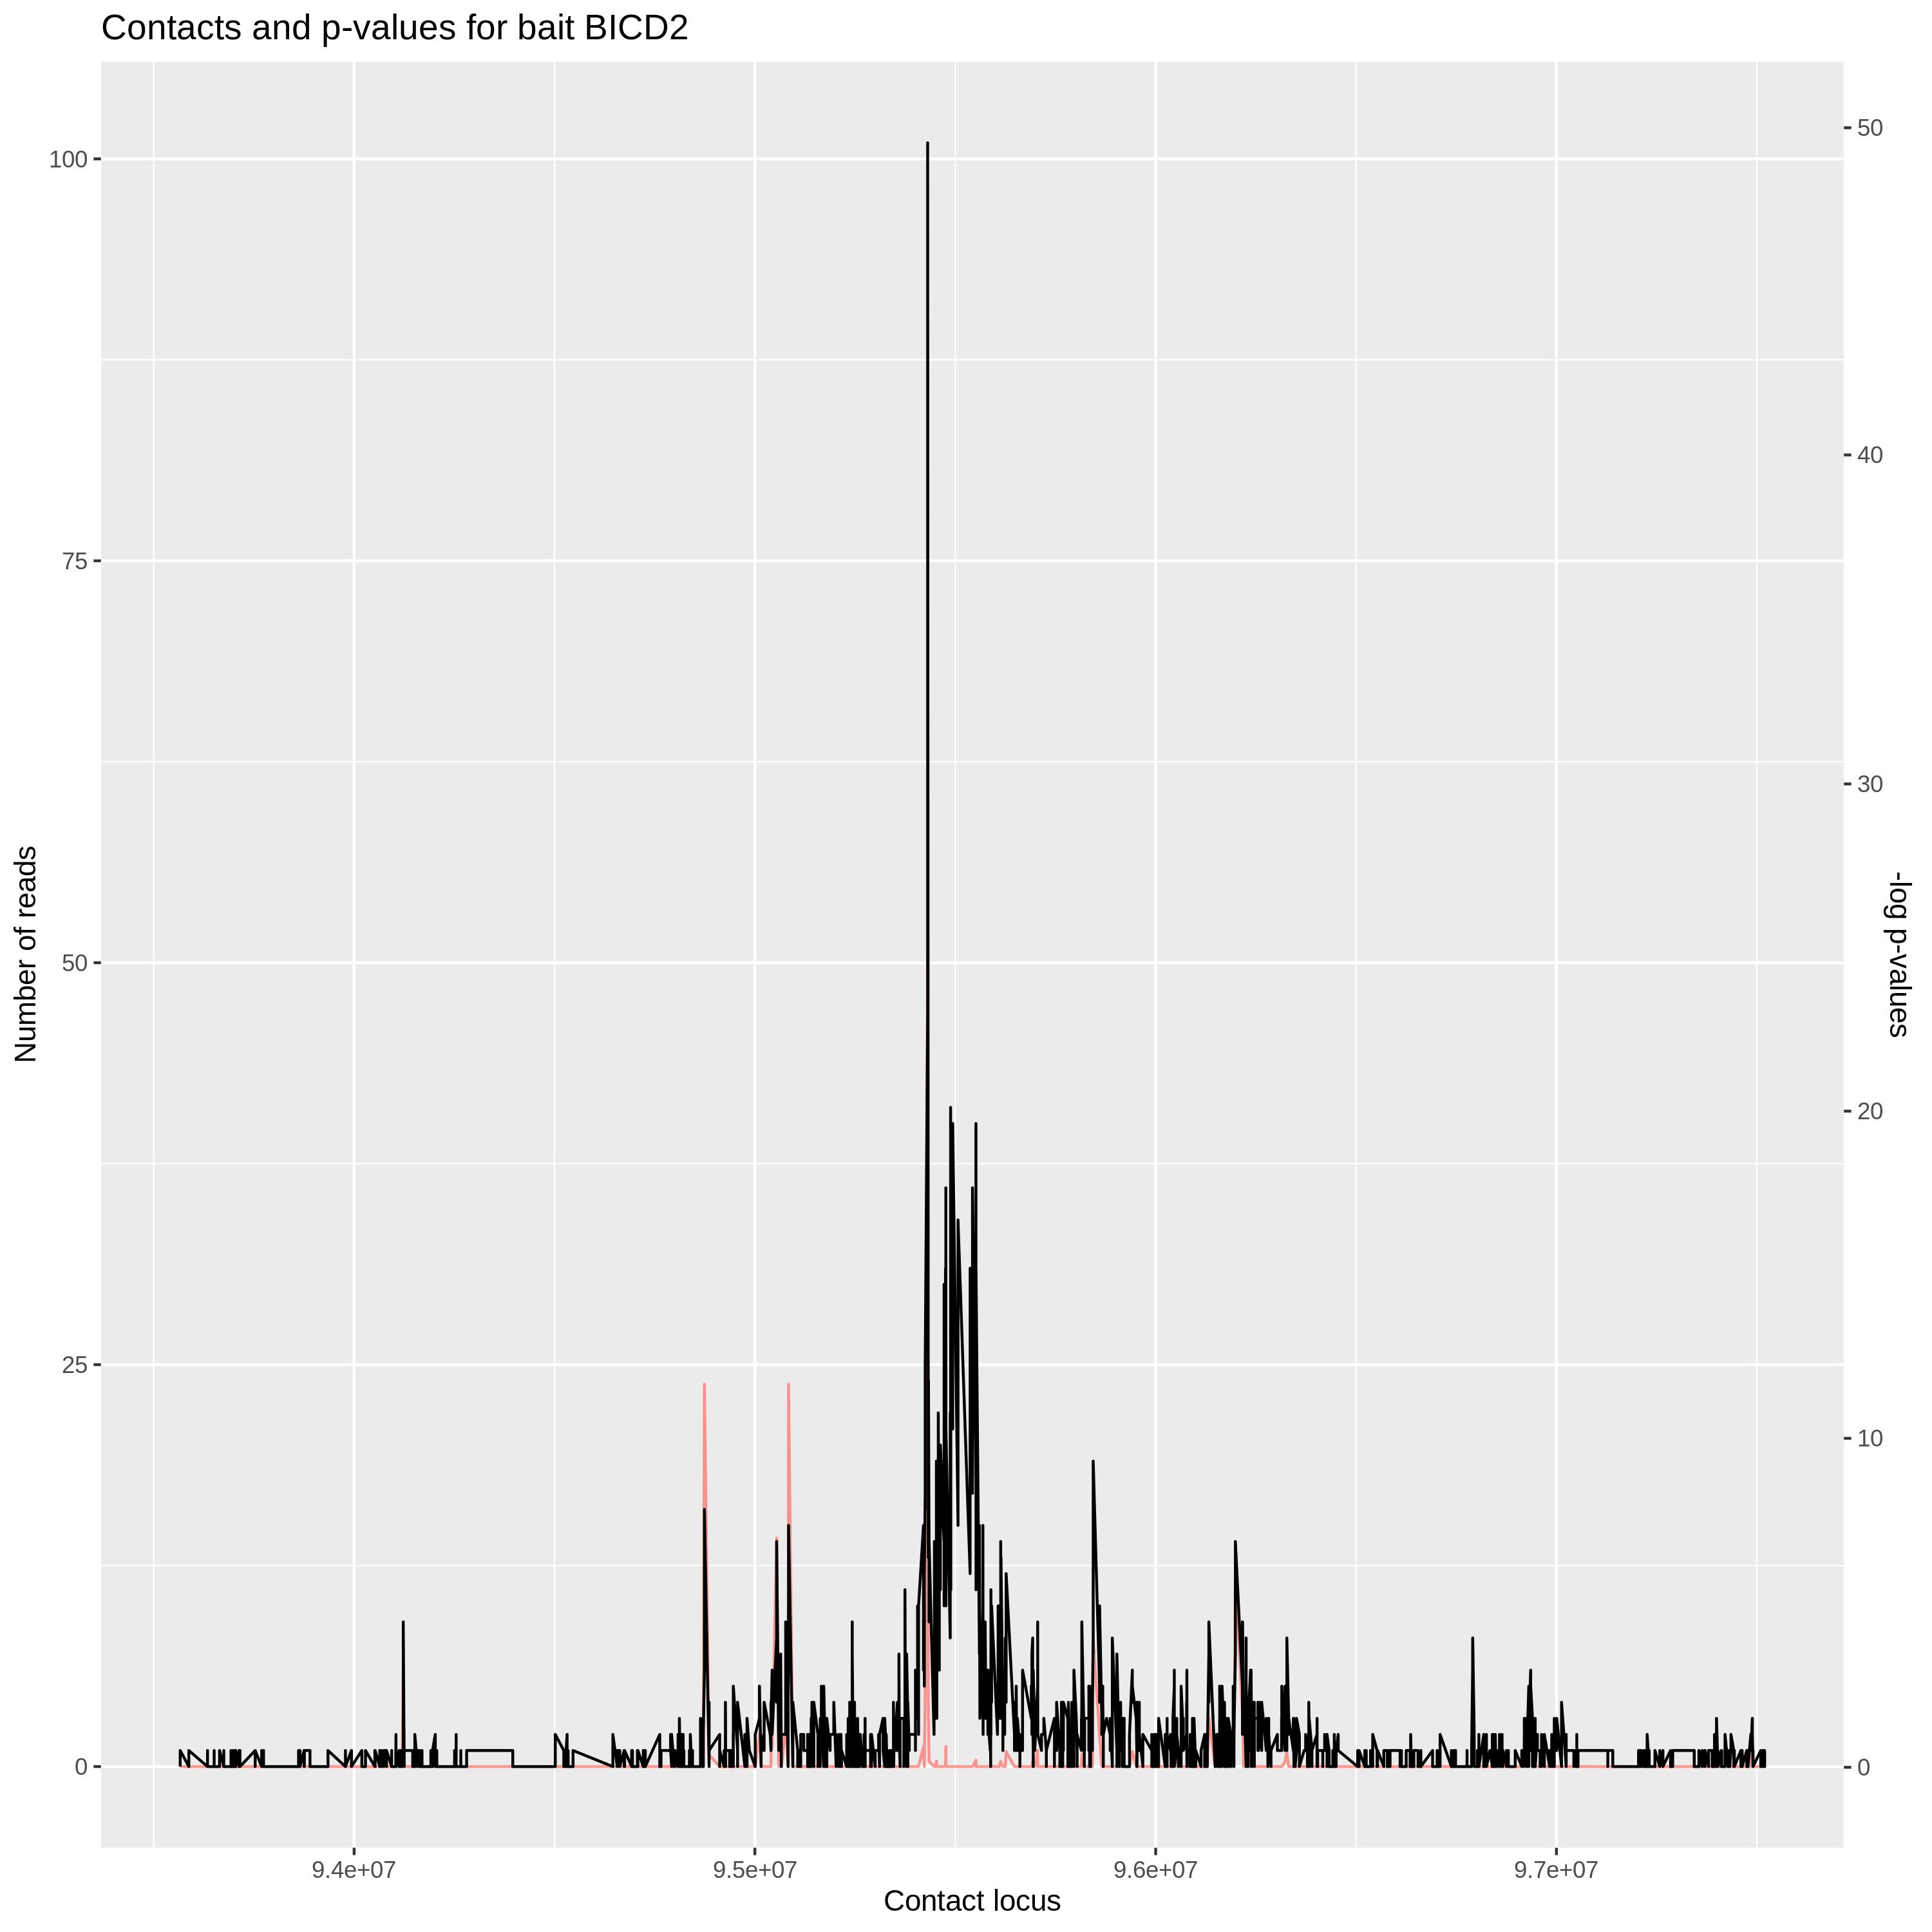 Contacts and p-values for bait BICD2
100
75
50
25
0
Number of reads
50
40
30
20
10
0
-log p-values
9.4e+07
9.5e+07
9.6e+07
9.7e+07
Contact locus